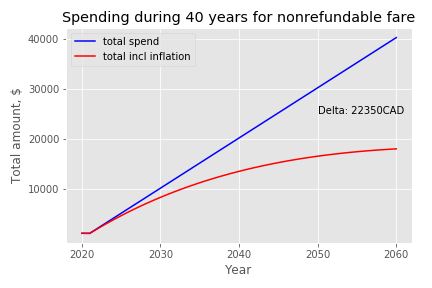 Spending during 40 years for nonrefundable fare
total spend
total incl inflation
Delta: 22350CAD
Total amount, $
40000
30000
20000
10000
2020
2030
2040
2050
2060
Year